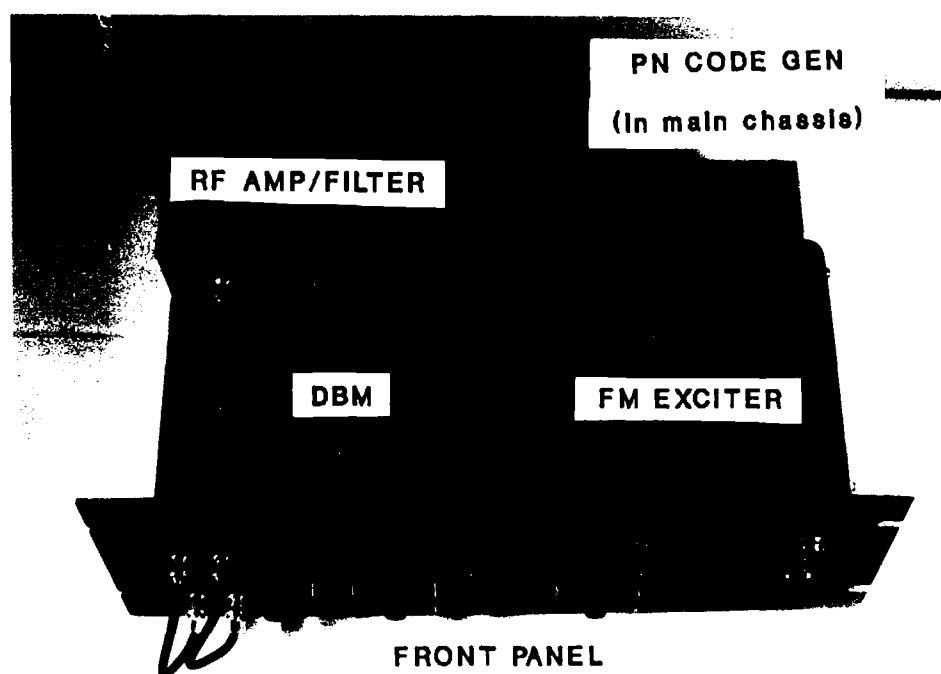 PN CODE GEN
(in main chassis)
RF AMP/FILTER
DBM
FM EXCITER
FRONT PANEL